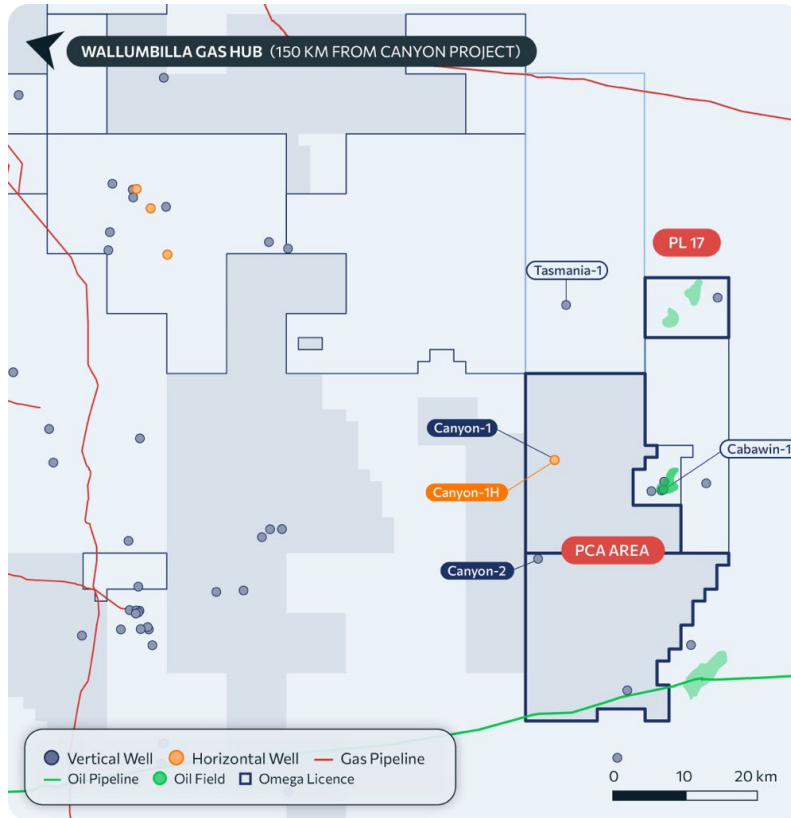 WALLUMBILLA GAS HUB (150 KM FROM CANYON PROJECT)
PL 17
Tasmania-1
Canyon-1
Cabawin-1
Canyon-1H
PCA AREA
Canyon-2
Vertical Well Horizontal Well Gas Pipeline
Oil Pipeline Oil Field Omega Licence
0 10 20 km